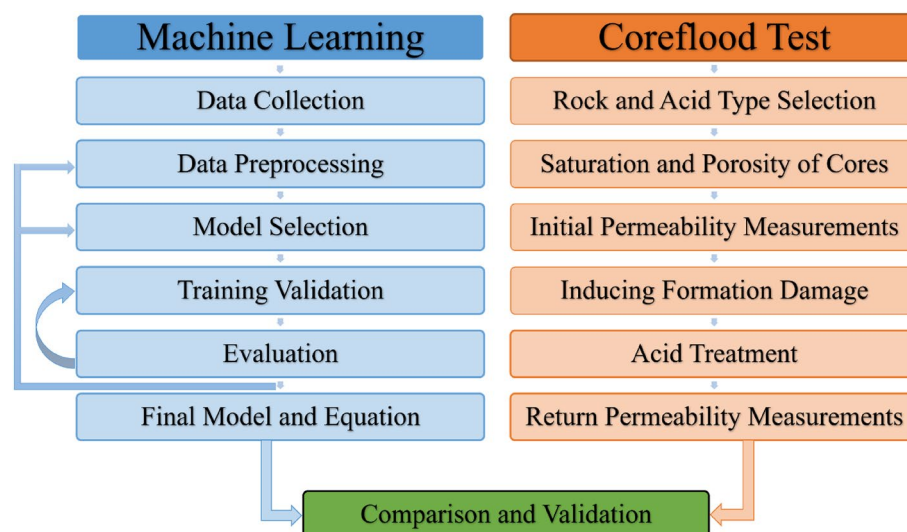 Machine Learning
Data Collection
Data Preprocessing
Model Selection
Training Validation
Evaluation
Final Model and Equation
Coreflood Test
Rock and Acid Type Selection
Saturation and Porosity of Cores
Initial Permeability Measurements
Inducing Formation Damage
Acid Treatment
Return Permeability Measurements
Comparison and Validation